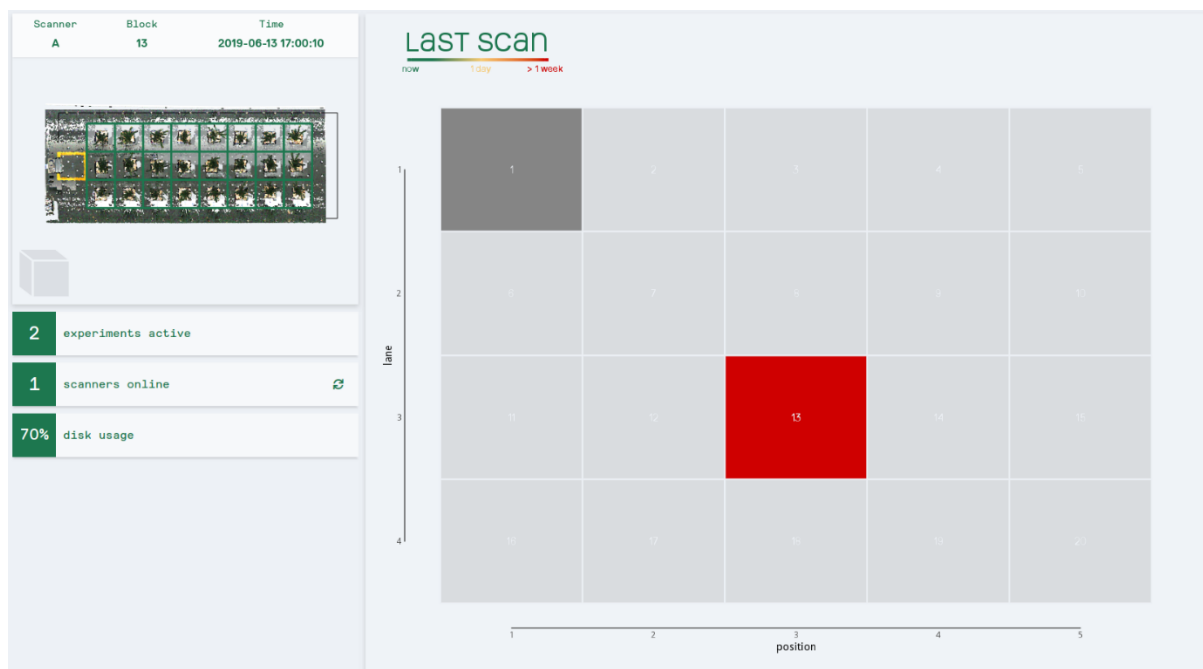 Scanner Block Time
A 13 2019-06-13 17:00:10
2 experiments active
1 scanners online
70% disk usage
Last scan
now 1 day > 1 week
1 1 2 3 4 5
2 6 7 8 9 10
lane
3 11 12 13 14 15
4 16 17 18 19 20
1 2 3 4 5
position